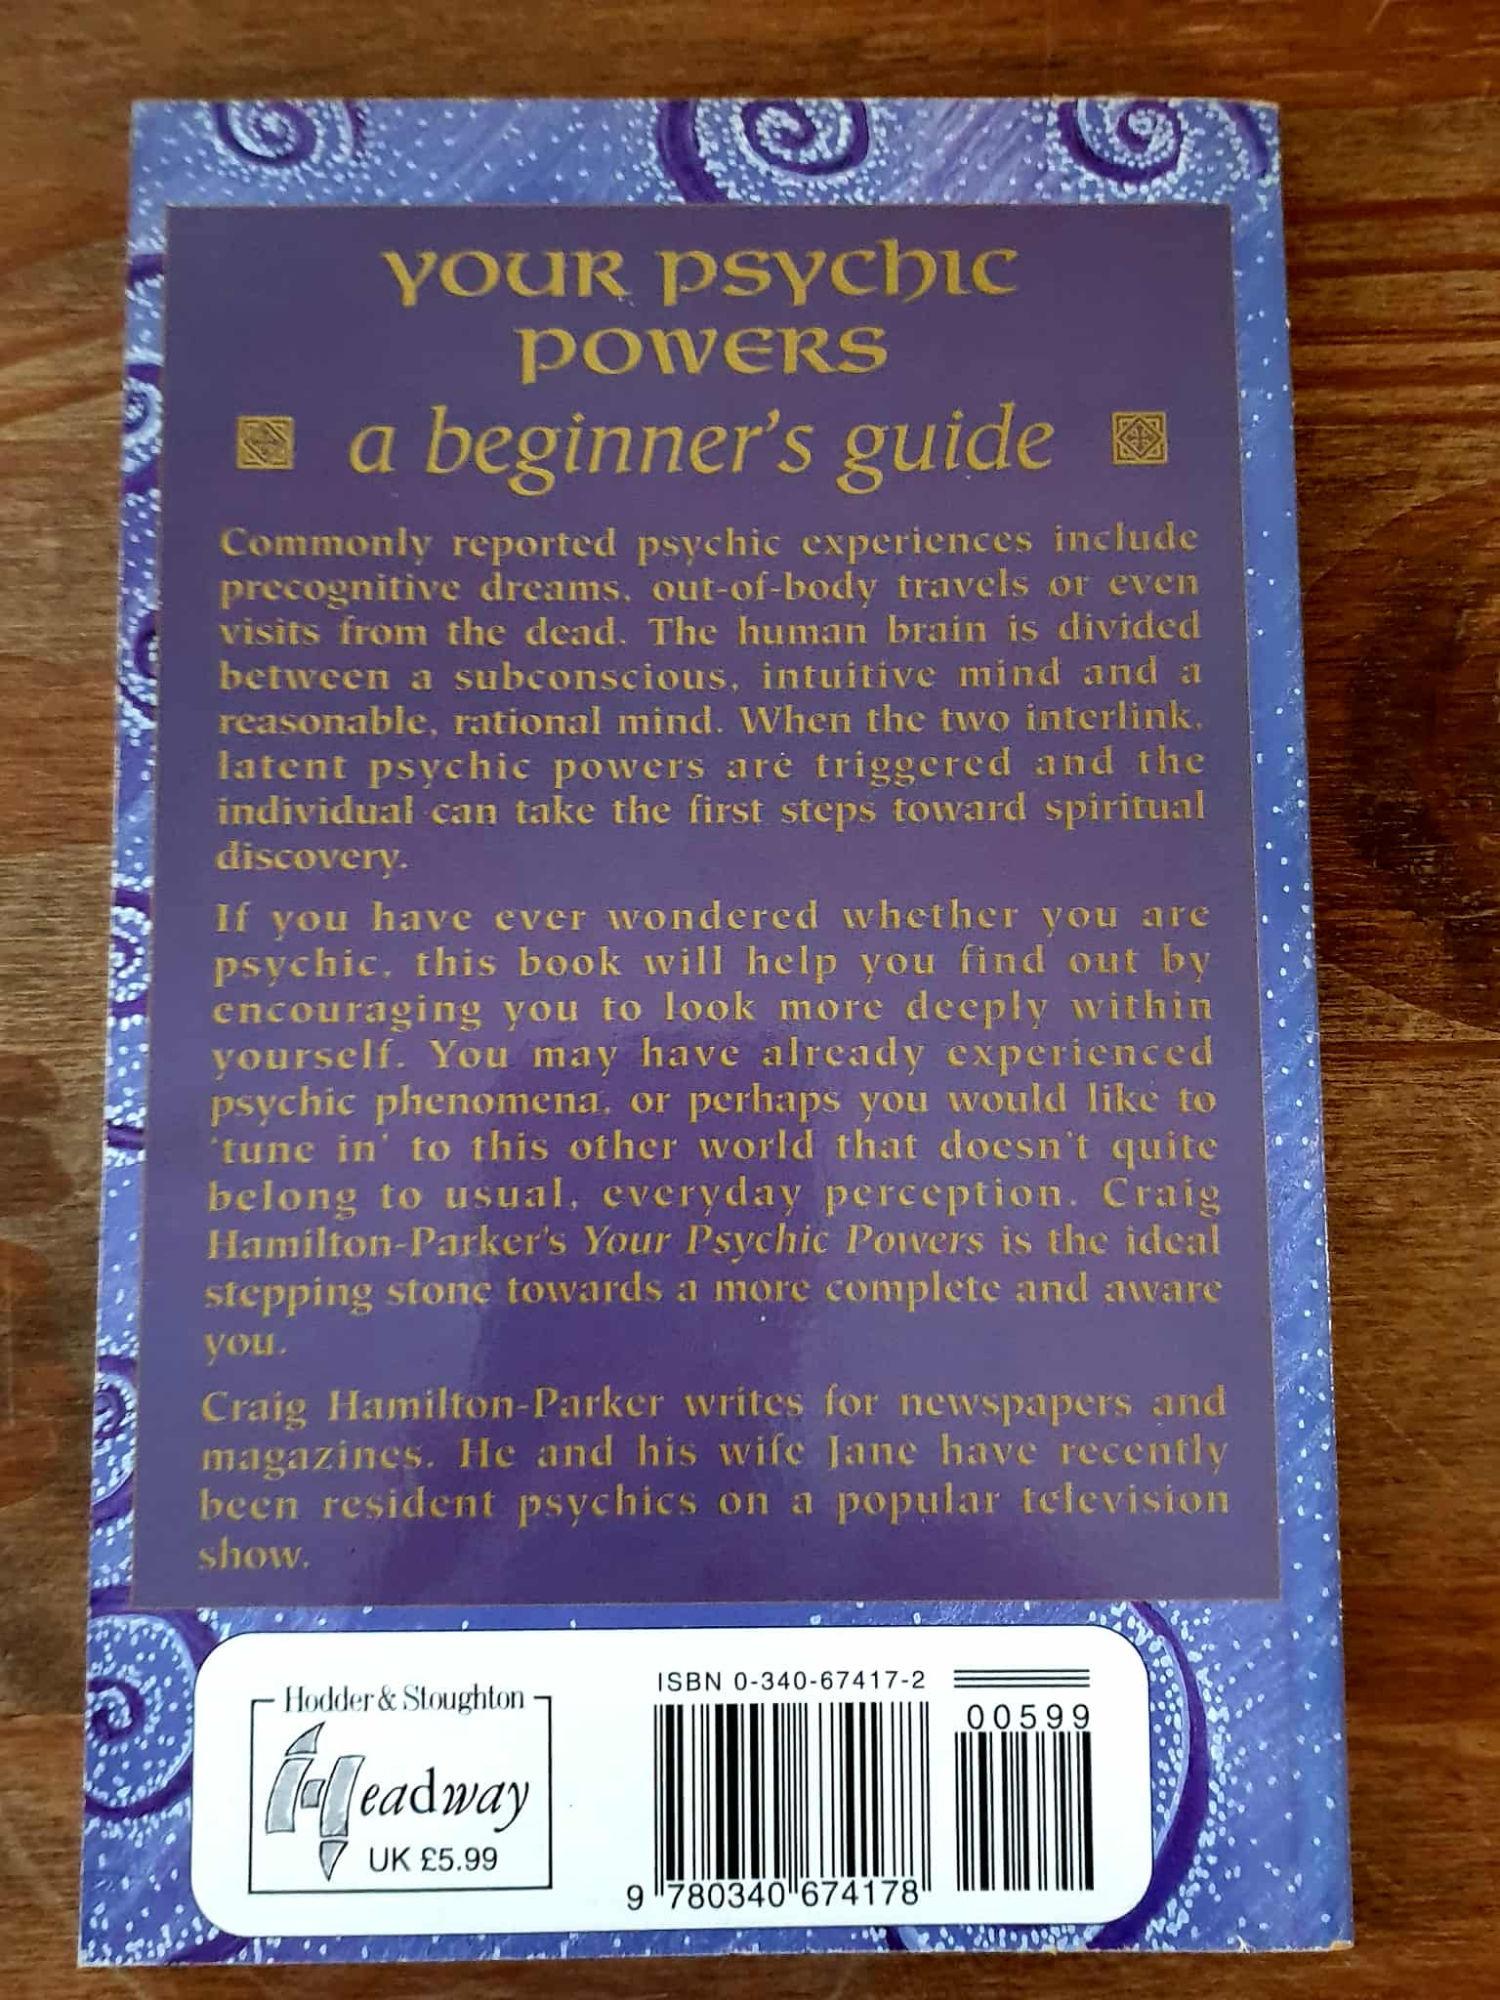 YOUR PSYCHIC
POWERS
a beginner's guide
Commonly reported psychic experiences include
precognitive dreams, out-of-body travels or even
visits from the dead. The human brain is divided
between a subconscious, intuitive mind and a
reasonable, rational mind. When the two interlink,
latent psychic powers are triggered and the
individual can take the first steps toward spiritual
discovery.
If you have ever wondered whether you are
psychic, this book will help you find out by
encouraging you to look more deeply within
yourself. You may have already experienced
psychic phenomena, or perhaps you would like to
'tune in' to this other world that doesn't quite
belong to usual, everyday perception. Craig
Hamilton-Parker's Your Psychic Powers is the ideal
stepping stone towards a more complete and aware
you.
Craig Hamilton-Parker writes for newspapers and
magazines. He and his wife Jane have recently
been resident psychics on a popular television
show.
Hodder & Stoughton
Headway
UK £5.99
ISBN 0-340-67417-2
00599
9 780340 674178